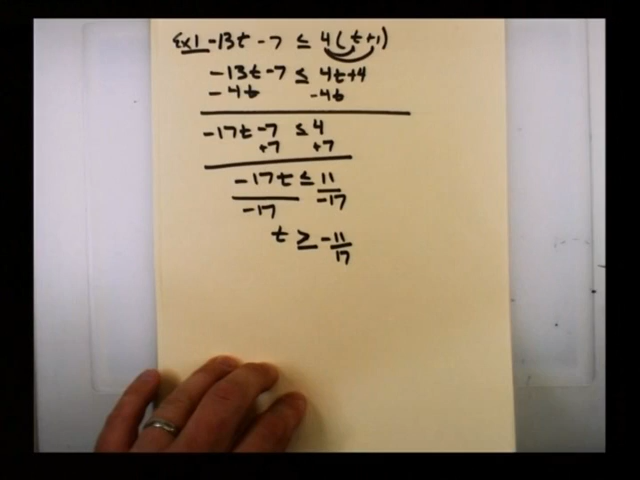 Ex1 -13t - 7 ≤ 4(t+1)
-13t - 7 ≤ 4t+4
-4t -4t
-17t - 7 ≤ 4
+7 +7
-17t ≤ 11
-17 -17
t ≥ -11
17